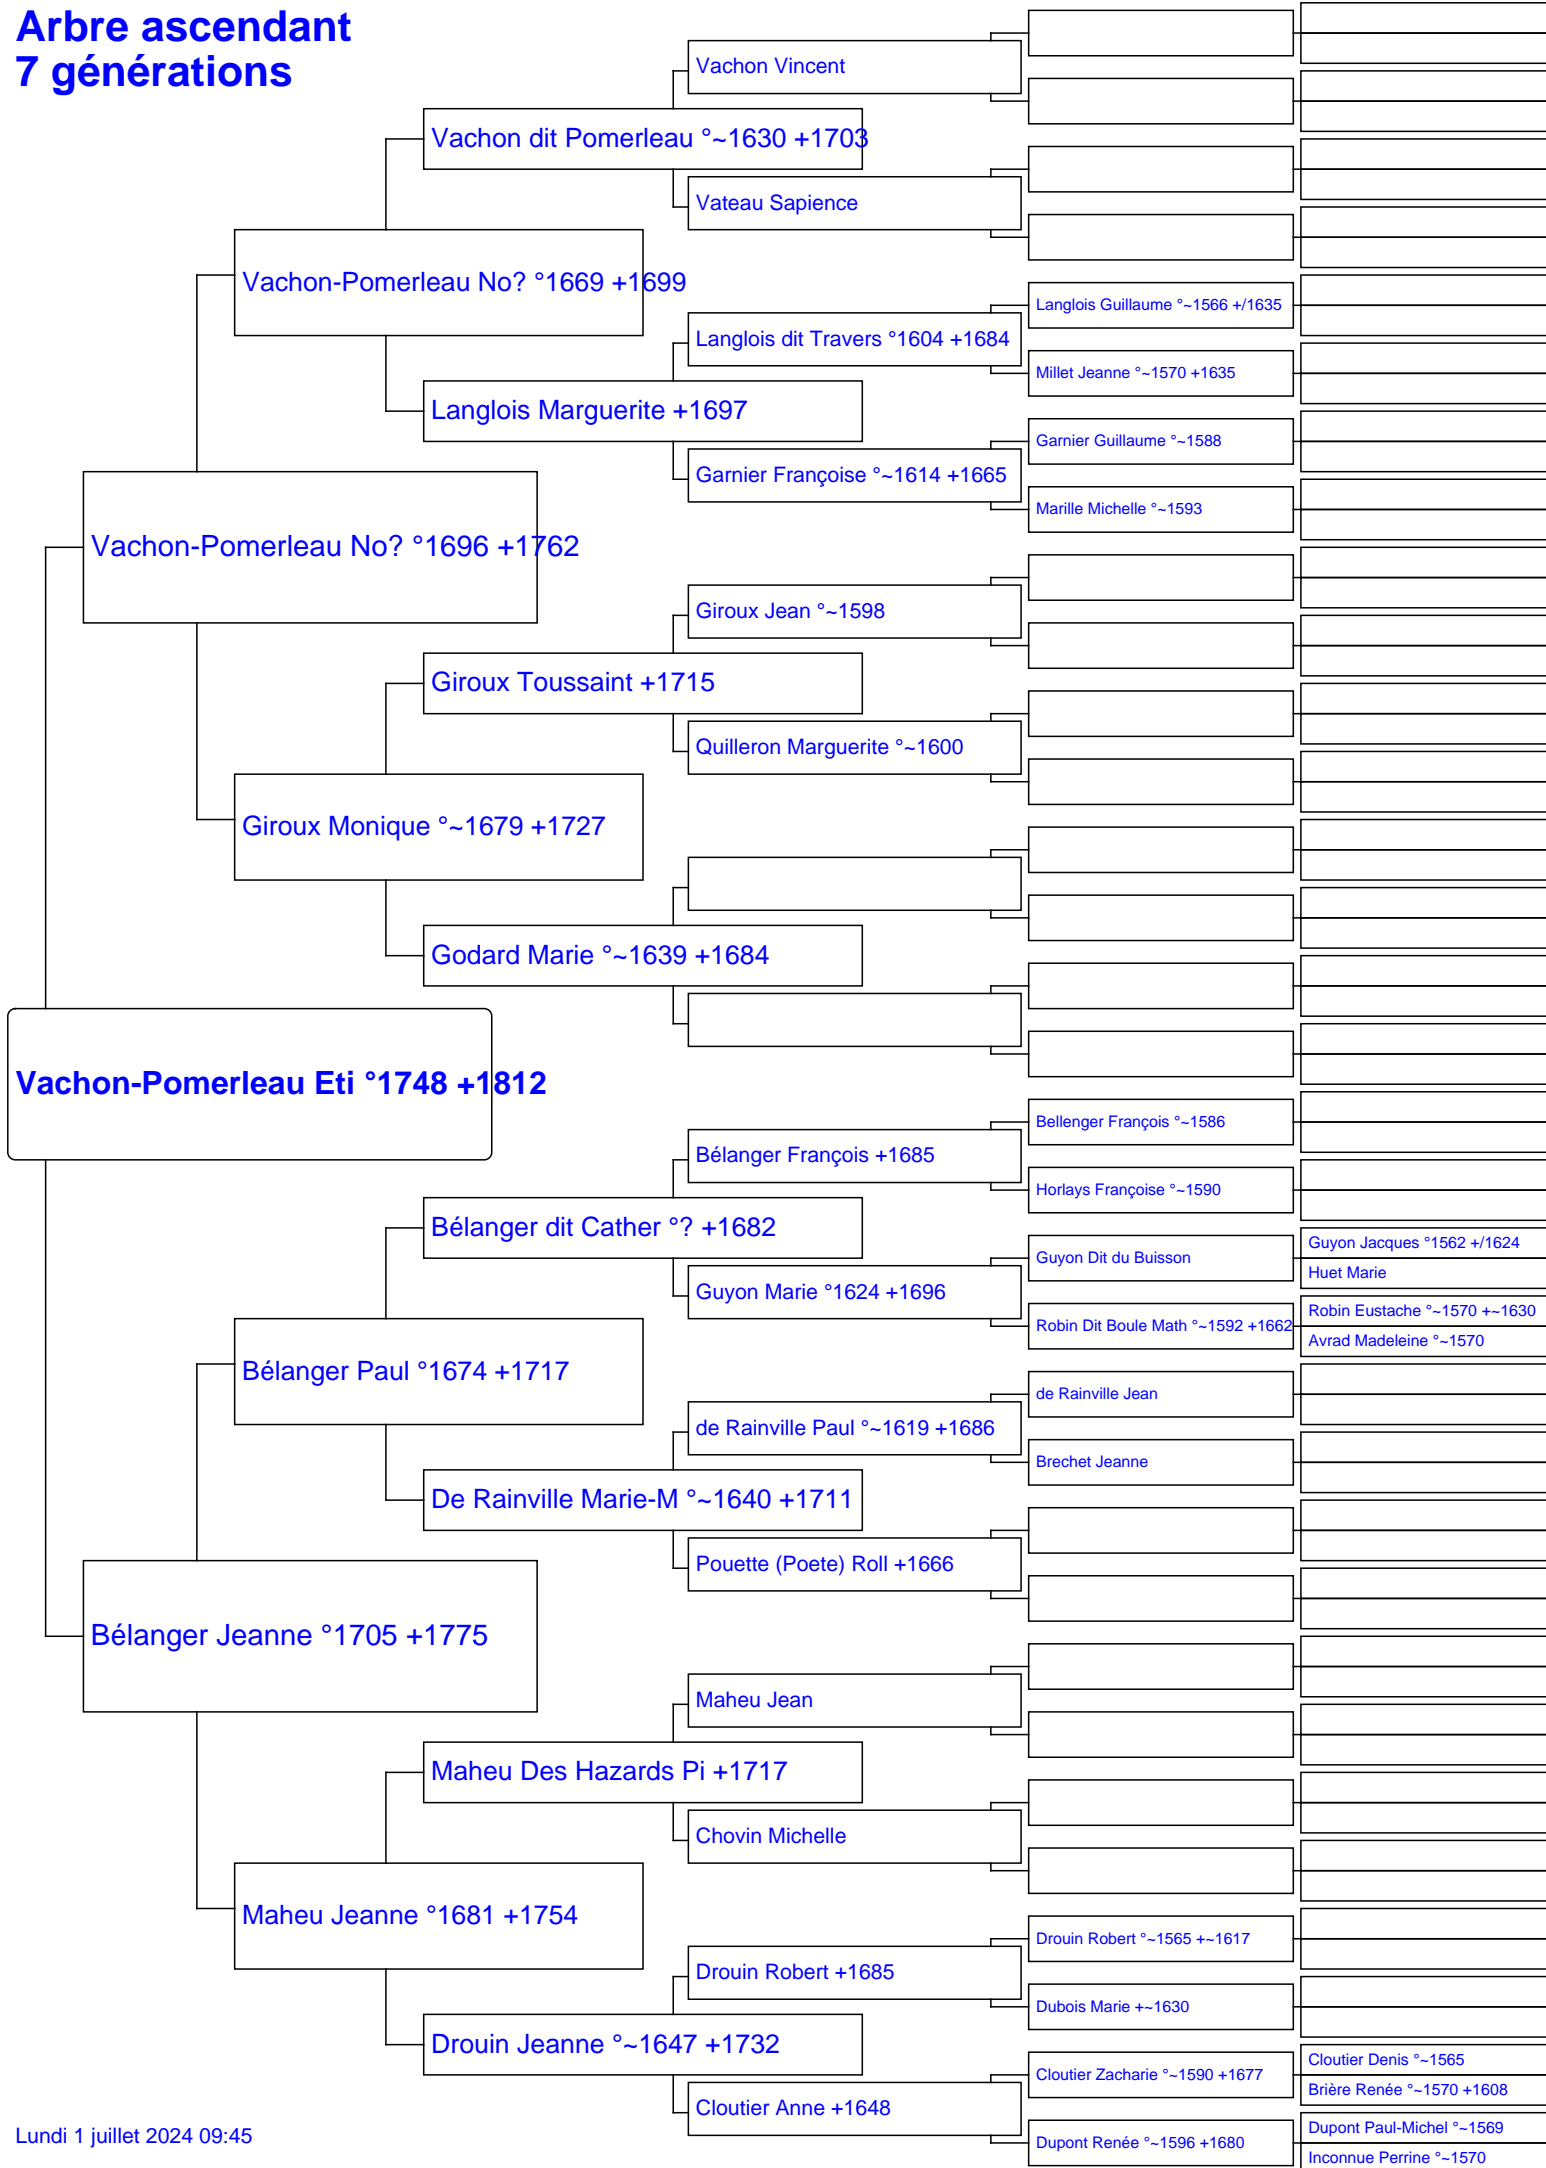 Arbre ascendant
7 générations
Vachon Vincent
Vachon dit Pomerleau °~1630 +1703
Vateau Sapience
Vachon-Pomerleau No? °1669 +1699
Langlois Guillaume °~1566 +/1635
Langlois dit Travers °1604 +1684
Millet Jeanne °~1570 +1635
Langlois Marguerite +1697
Garnier Guillaume °~1588
Garnier Françoise °~1614 +1665
Marille Michelle °~1593
Vachon-Pomerleau No? °1696 +1762
Giroux Jean °~1598
Giroux Toussaint +1715
Quilleron Marguerite °~1600
Giroux Monique °~1679 +1727
Godard Marie °~1639 +1684
Vachon-Pomerleau Eti °1748 +1812
Bellenger François °~1586
Bélanger François +1685
Horlays Françoise °~1590
Bélanger dit Cather °? +1682
Guyon Jacques °1562 +/1624
Guyon Dit du Buisson
Huet Marie
Guyon Marie °1624 +1696
Robin Eustache °~1570 +~1630
Robin Dit Boule Math °~1592 +1662
Avrad Madeleine °~1570
Bélanger Paul °1674 +1717
de Rainville Jean
de Rainville Paul °~1619 +1686
Brechet Jeanne
De Rainville Marie-M °~1640 +1711
Pouette (Poete) Roll +1666
Bélanger Jeanne °1705 +1775
Maheu Jean
Maheu Des Hazards Pi +1717
Chovin Michelle
Maheu Jeanne °1681 +1754
Drouin Robert °~1565 +~1617
Drouin Robert +1685
Dubois Marie +~1630
Drouin Jeanne °~1647 +1732
Cloutier Denis °~1565
Cloutier Zacharie °~1590 +1677
Brière Renée °~1570 +1608
Cloutier Anne +1648
Dupont Paul-Michel °~1569
Dupont Renée °~1596 +1680
Inconnue Perrine °~1570
Lundi 1 juillet 2024 09:45